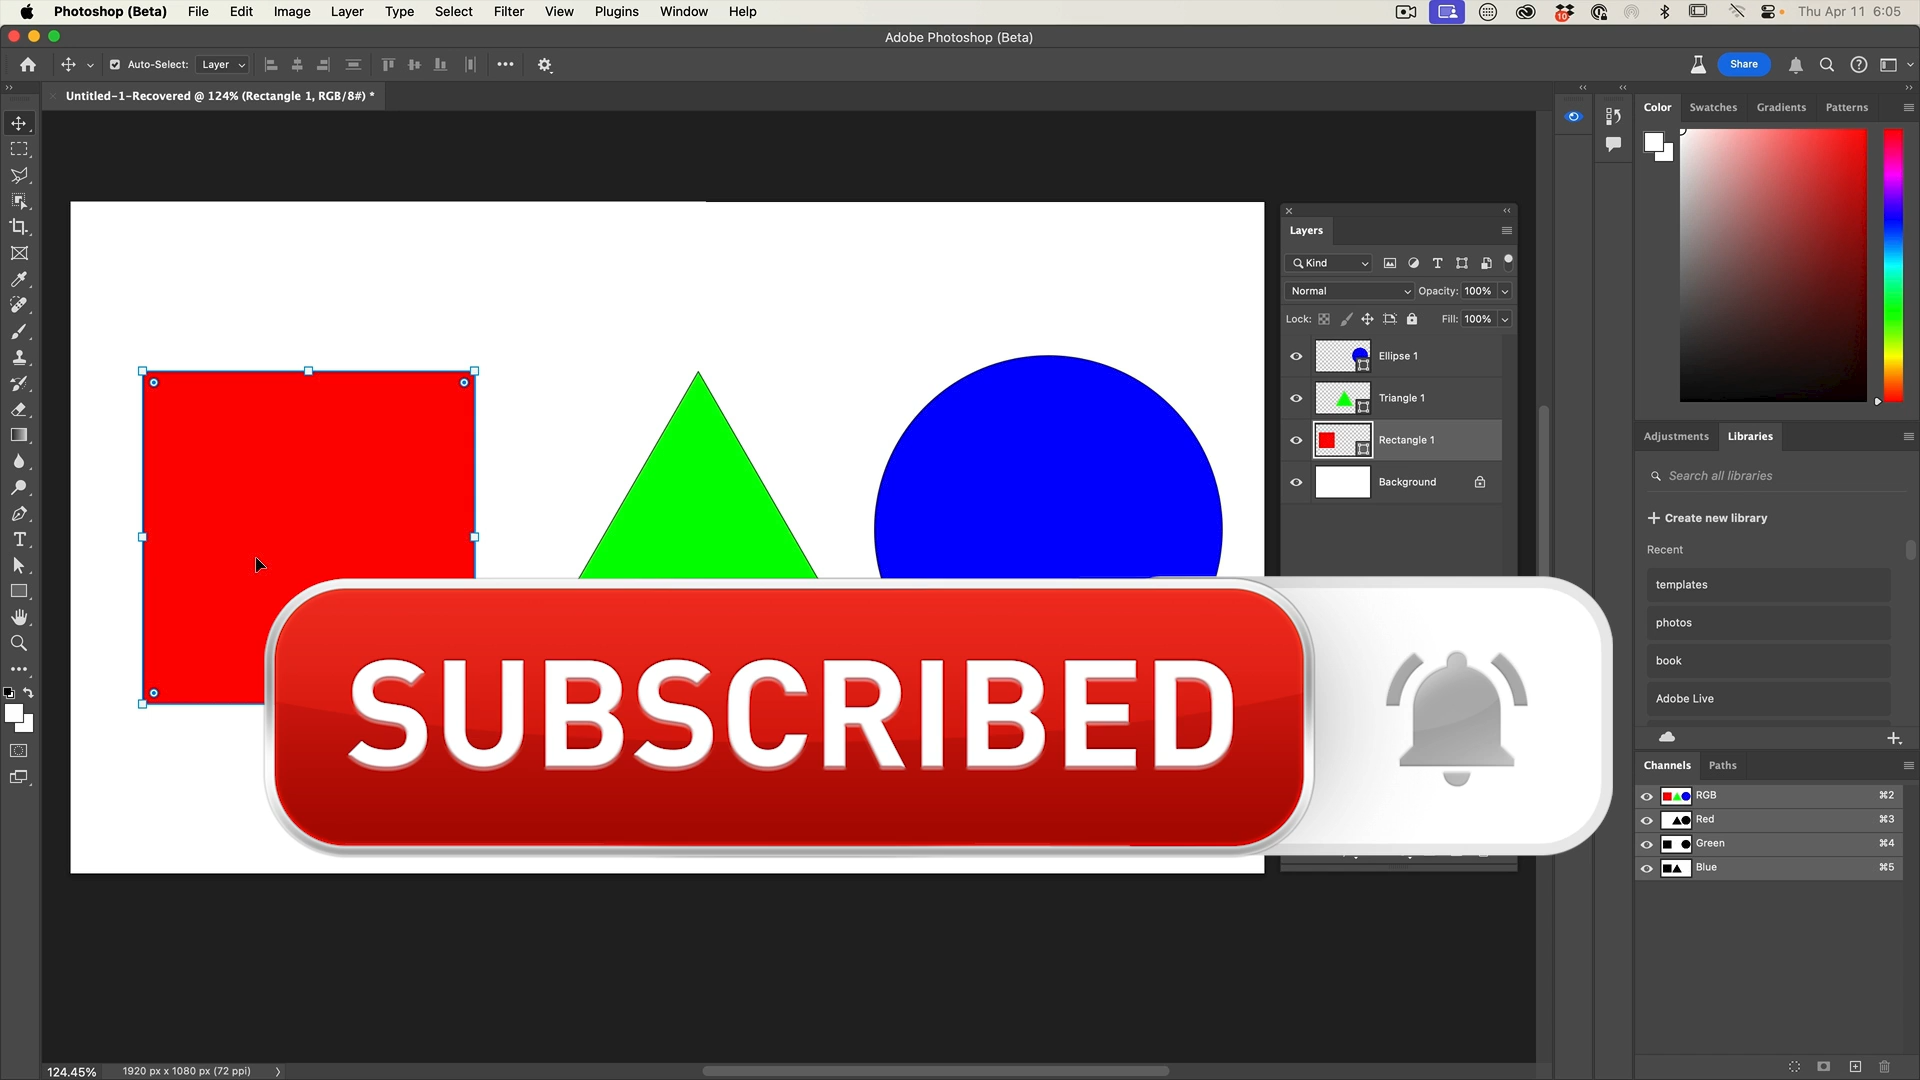 Photoshop (Beta) File Edit Image Layer Type Select Filter View Plugins Window Help
10
Thu Apr 11 6:05
Adobe Photoshop (Beta)
Auto-Select: Layer
Share
Untitled-1-Recovered @ 124% (Rectangle 1, RGB/8#) *
Color Swatches Gradients Patterns
Layers
Kind
Normal Opacity: 100%
Lock: Fill: 100%
Ellipse 1
Triangle 1
Rectangle 1
Background
Adjustments Libraries
Search all libraries
Create new library
Recent
templates
photos
book
Adobe Live
SUBSCRIBED
Channels Paths
RGB ⌘2
Red ⌘3
Green ⌘4
Blue ⌘5
124.45% 1920 px x 1080 px (72 ppi)